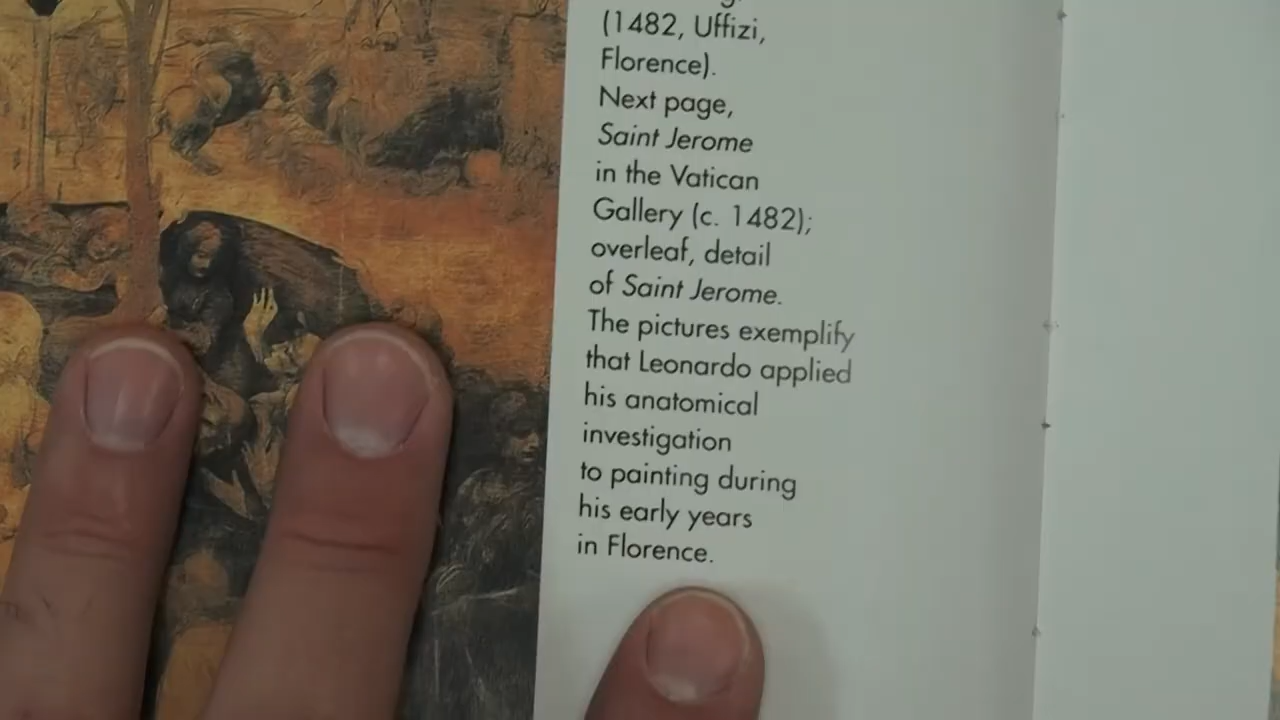 (1482, Uffizi,
Florence).
Next page,
Saint Jerome
in the Vatican
Gallery (c. 1482);
overleaf, detail
of Saint Jerome.
The pictures exemplify
that Leonardo applied
his anatomical
investigation
to painting during
his early years
in Florence.